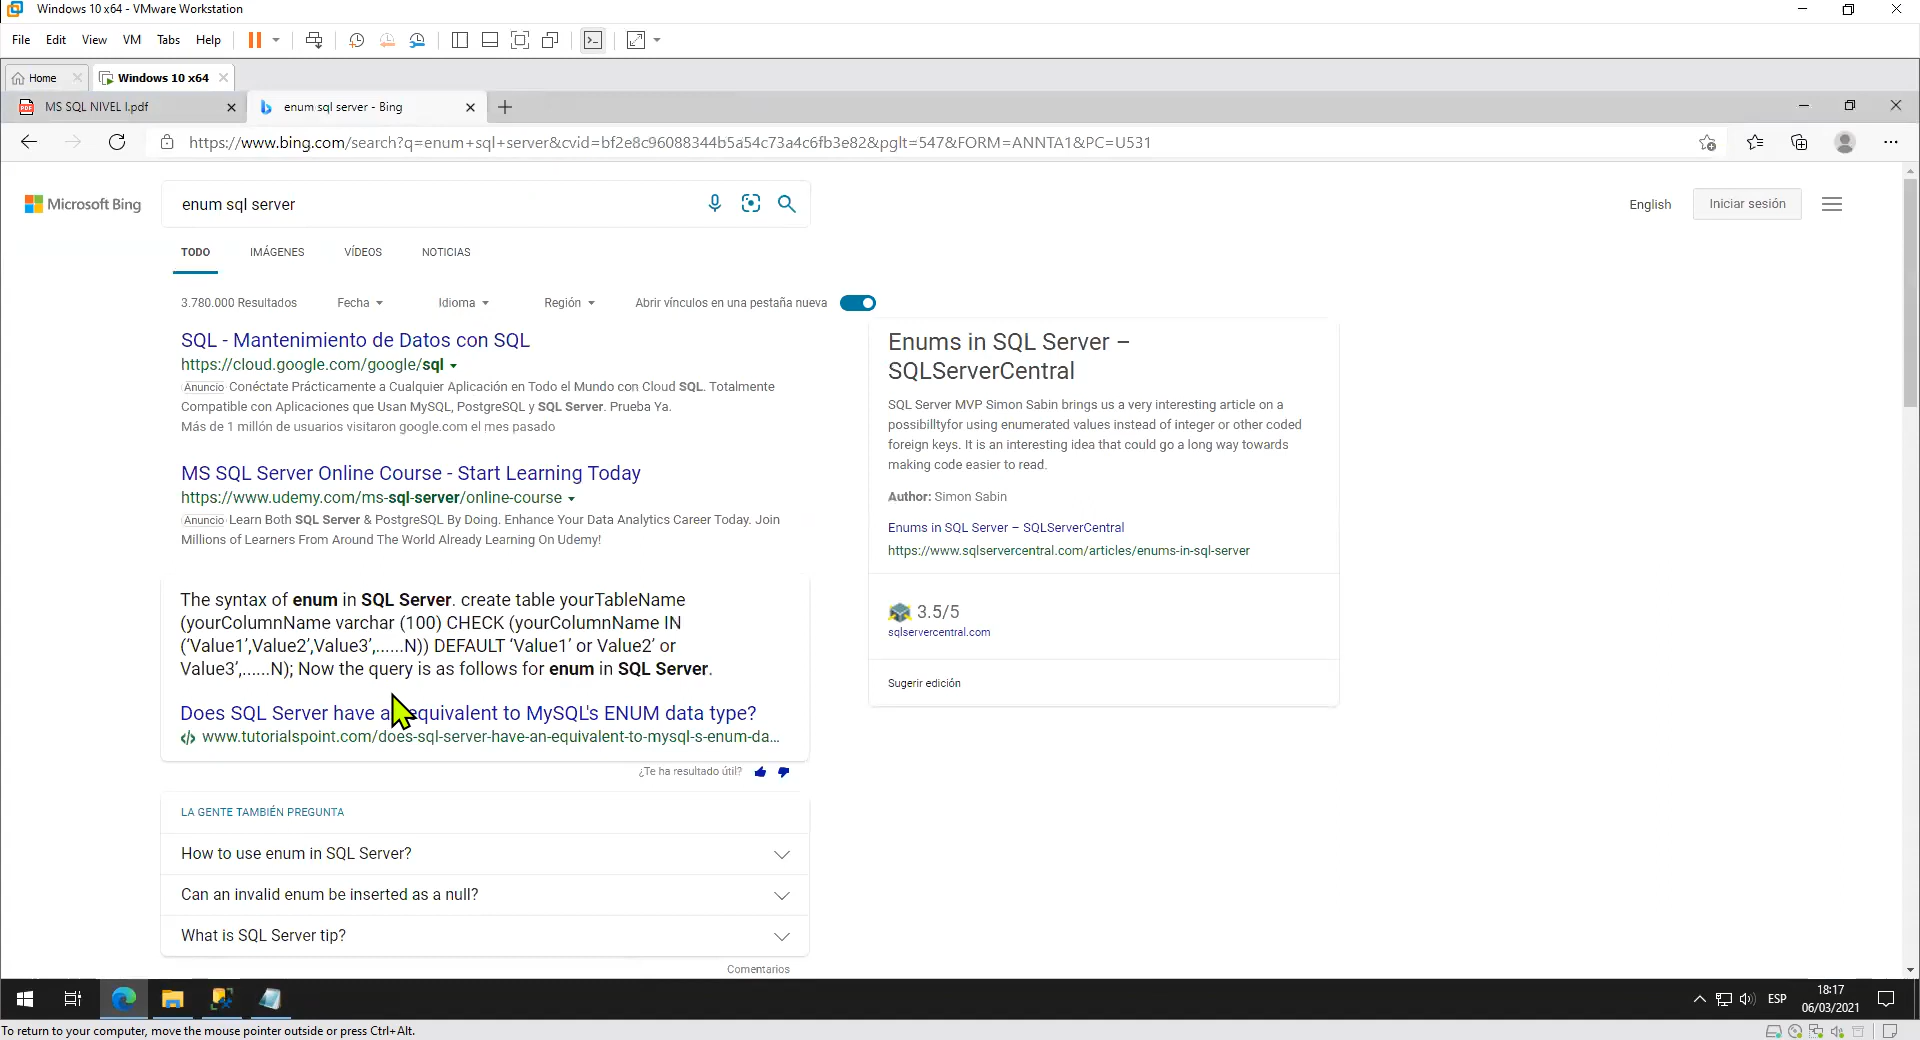 Windows 10 x64 - VMware Workstation
File Edit View VM Tabs Help
Home Windows 10 x64
MS SQL NIVEL I.pdf enum sql server - Bing
https://www.bing.com/search?q=enum+sql+server&cvid=bf2e8c96088344b5a54c73a4c6fb3e82&pglt=547&FORM=ANNTA1&PC=U531
Microsoft Bing enum sql server English Iniciar sesión
TODO IMÁGENES VÍDEOS NOTICIAS
3.780.000 Resultados Fecha Idioma Región Abrir vínculos en una pestaña nueva
SQL - Mantenimiento de Datos con SQL
https://cloud.google.com/google/sql
Anuncio Conéctate Prácticamente a Cualquier Aplicación en Todo el Mundo con Cloud SQL. Totalmente
Compatible con Aplicaciones que Usan MySQL, PostgreSQL y SQL Server. Prueba Ya.
Más de 1 millón de usuarios visitaron google.com el mes pasado
MS SQL Server Online Course - Start Learning Today
https://www.udemy.com/ms-sql-server/online-course
Anuncio Learn Both SQL Server & PostgreSQL By Doing. Enhance Your Data Analytics Career Today. Join
Millions of Learners From Around The World Already Learning On Udemy!
The syntax of enum in SQL Server. create table yourTableName
(yourColumnName varchar (100) CHECK (yourColumnName IN
(‘Value1’,Value2’,Value3’,......N)) DEFAULT ‘Value1’ or Value2’ or
Value3’,......N); Now the query is as follows for enum in SQL Server.
Does SQL Server have a equivalent to MySQL's ENUM data type?
www.tutorialspoint.com/does-sql-server-have-an-equivalent-to-mysql-s-enum-da...
¿Te ha resultado útil?
LA GENTE TAMBIÉN PREGUNTA
How to use enum in SQL Server?
Can an invalid enum be inserted as a null?
What is SQL Server tip?
Comentarios
Enums in SQL Server –
SQLServerCentral
SQL Server MVP Simon Sabin brings us a very interesting article on a
possibilityfor using enumerated values instead of integer or other coded
foreign keys. It is an interesting idea that could go a long way towards
making code easier to read.
Author: Simon Sabin
Enums in SQL Server – SQLServerCentral
https://www.sqlservercentral.com/articles/enums-in-sql-server
3.5/5
sqlservercentral.com
Sugerir edición
ESP 18:17
06/03/2021
To return to your computer, move the mouse pointer outside or press Ctrl+Alt.